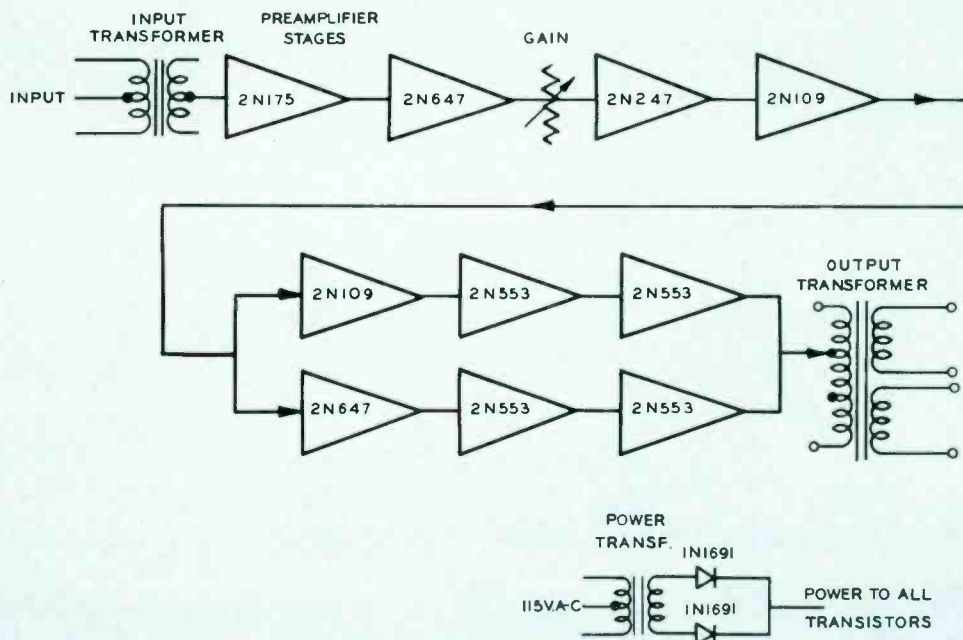 INPUT
TRANSFORMER
PREAMPLIFIER
STAGES
GAIN
INPUT
2N175
2N647
2N247
2N109
2N109
2N553
2N553
OUTPUT
TRANSFORMER
2N647
2N553
2N553
POWER
TRANSF.
1N1691
115V.A-C
1N1691
POWER TO ALL
TRANSISTORS